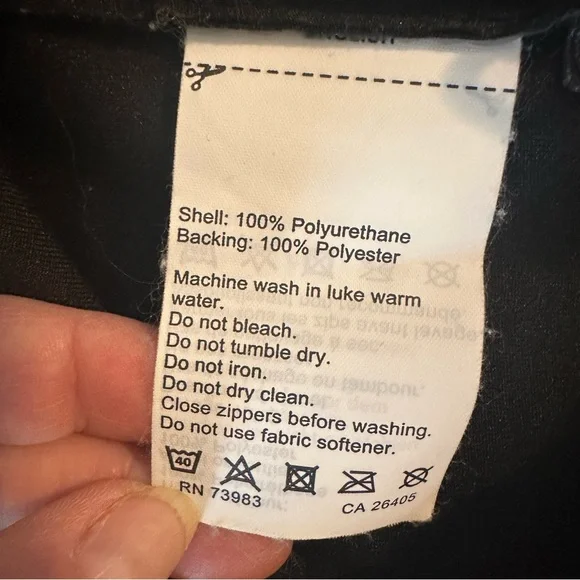 Shell: 100% Polyurethane
Backing: 100% Polyester
Machine wash in luke warm
water.
Do not bleach.
Do not tumble dry.
Do not iron.
Do not dry clean.
Close zippers before washing.
Do not use fabric softener.
40
RN 73983
CA 26405